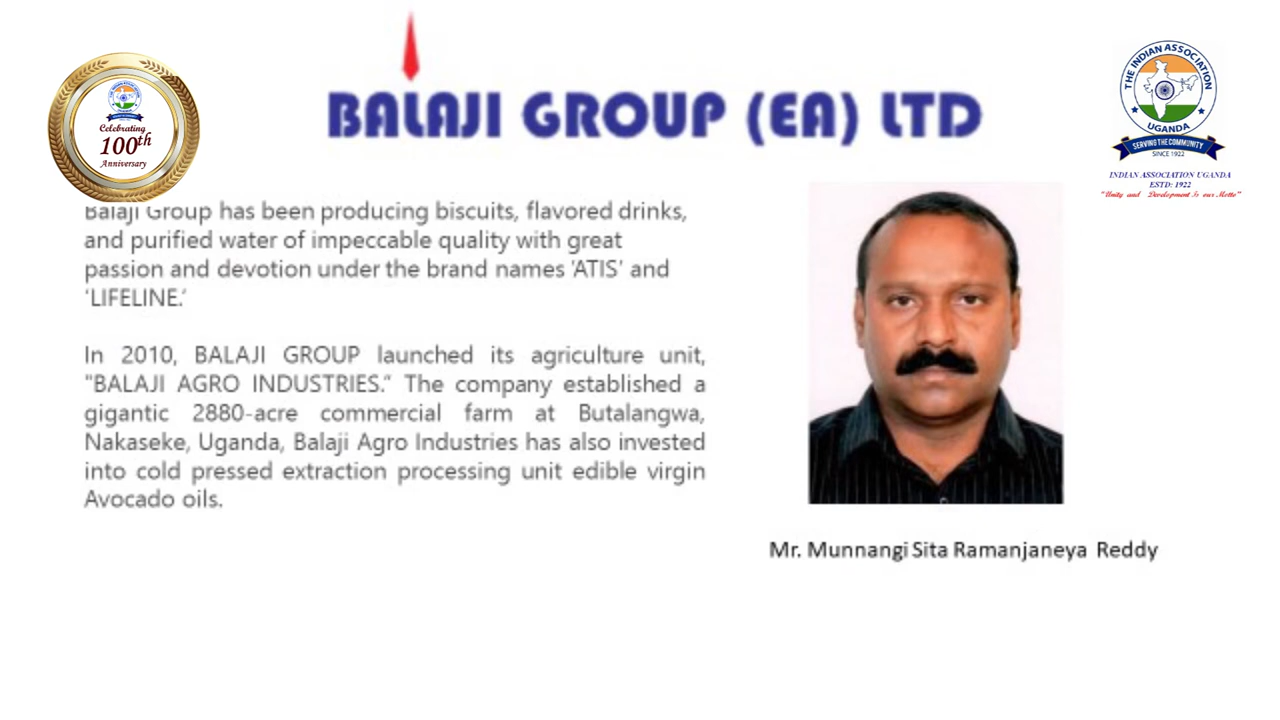 BALAJI GROUP (EA) LTD
Celebrating
100th
Anniversary
THE INDIAN ASSOCIATION
UGANDA
SERVING THE COMMUNITY
SINCE 1922
INDIAN ASSOCIATION UGANDA
ESTD: 1922
"Unity and Development Is our Motto"
Balaji Group has been producing biscuits, flavored drinks,
and purified water of impeccable quality with great
passion and devotion under the brand names 'ATIS' and
'LIFELINE.'
In 2010, BALAJI GROUP launched its agriculture unit,
"BALAJI AGRO INDUSTRIES." The company established a
gigantic 2880-acre commercial farm at Butalangwa,
Nakaseke, Uganda, Balaji Agro Industries has also invested
into cold pressed extraction processing unit edible virgin
Avocado oils.
Mr. Munnangi Sita Ramanjaneya Reddy